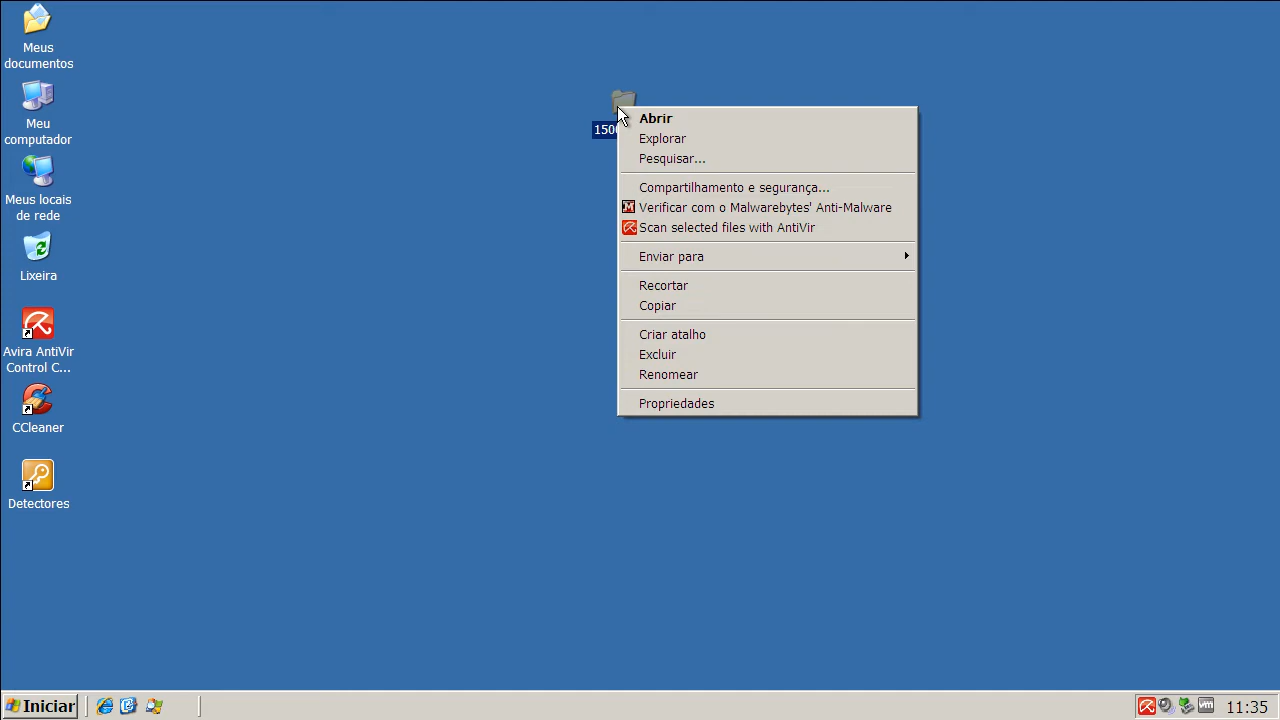 Meus
documentos
Meu
computador
Meus locais
de rede
Lixeira
Avira AntiVir
Control C...
CCleaner
Detectores
Abrir
Explorar
Pesquisar...
Compartilhamento e segurança...
Verificar com o Malwarebytes' Anti-Malware
Scan selected files with AntiVir
Enviar para
Recortar
Copiar
Criar atalho
Excluir
Renomear
Propriedades
Iniciar
vm
11:35